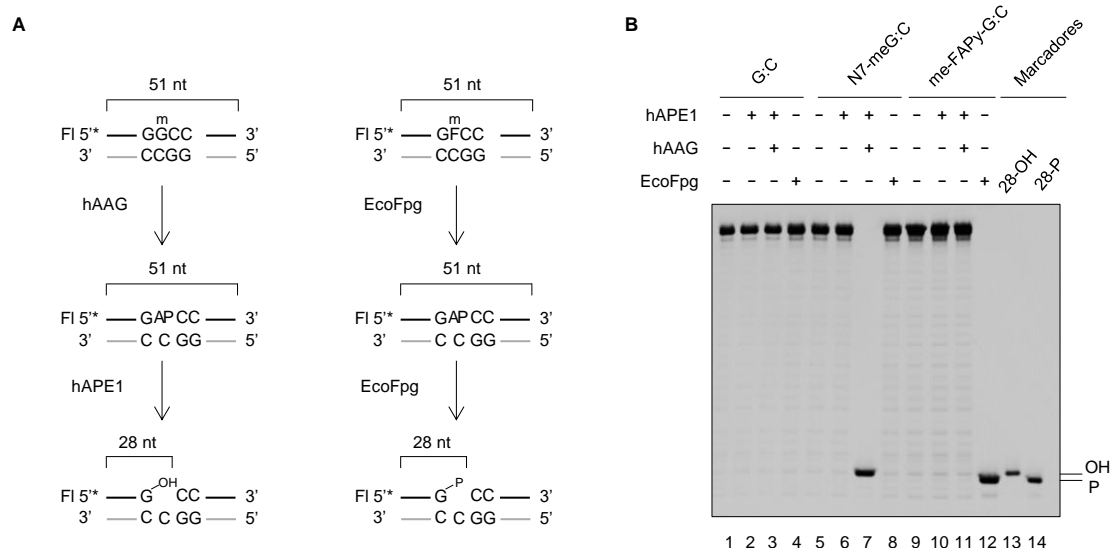 A
51 nt
m
Fl 5'* GGCC 3'
3' CCGG 5'
hAAG
51 nt
Fl 5'* GAPCC 3'
3' C CGG 5'
hAPE1
28 nt
Fl 5'* G-OH CC 3'
3' C CGG 5'
51 nt
m
Fl 5'* GFCC 3'
3' CCGG 5'
EcoFpg
51 nt
Fl 5'* GAPCC 3'
3' C CGG 5'
EcoFpg
28 nt
Fl 5'* G-P CC 3'
3' C CGG 5'
B
G:C N7-meG:C me-FAPy-G:C Marcadores
hAPE1 – + + – – + + – – + + –
hAAG – – + – – – + – – – + –
EcoFpg – – – + – – – + – – – + 28-OH 28-P
OH
P
1 2 3 4 5 6 7 8 9 10 11 12 13 14